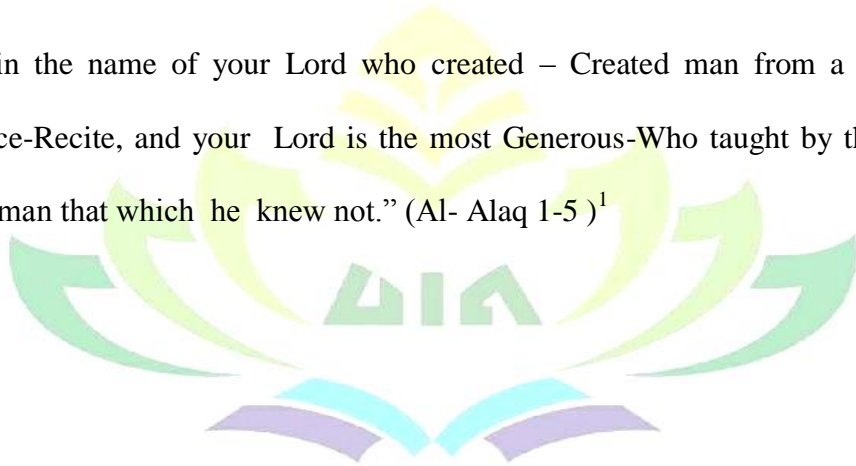 in the name of your Lord who created – Created man from a
ce-Recite, and your Lord is the most Generous-Who taught by th
man that which he knew not.” (Al- Alaq 1-5 )1
UIN